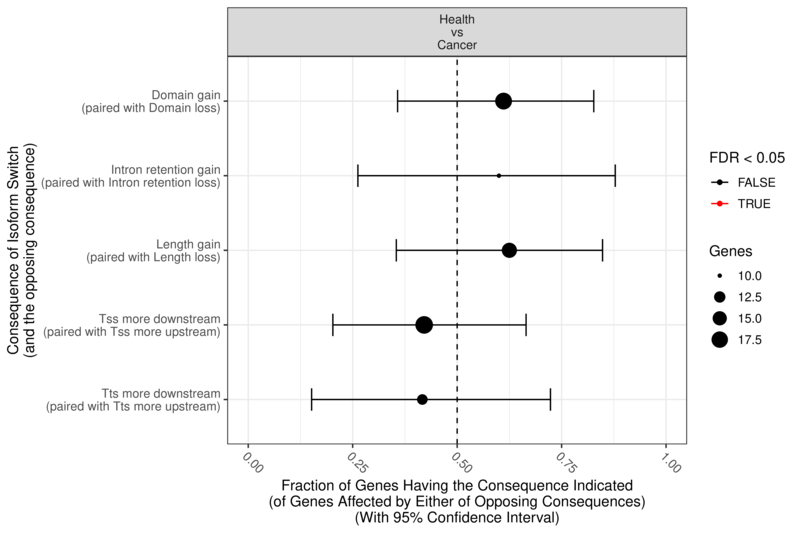 Health
vs
Cancer
Consequence of Isoform Switch
(and the opposing consequence)
Domain gain
(paired with Domain loss)
Intron retention gain
(paired with Intron retention loss)
Length gain
(paired with Length loss)
Tss more downstream
(paired with Tss more upstream)
Tts more downstream
(paired with Tts more upstream)
0.00
0.25
0.50
0.75
1.00
Fraction of Genes Having the Consequence Indicated
(of Genes Affected by Either of Opposing Consequences)
(With 95% Confidence Interval)
FDR < 0.05
FALSE
TRUE
Genes
10.0
12.5
15.0
17.5